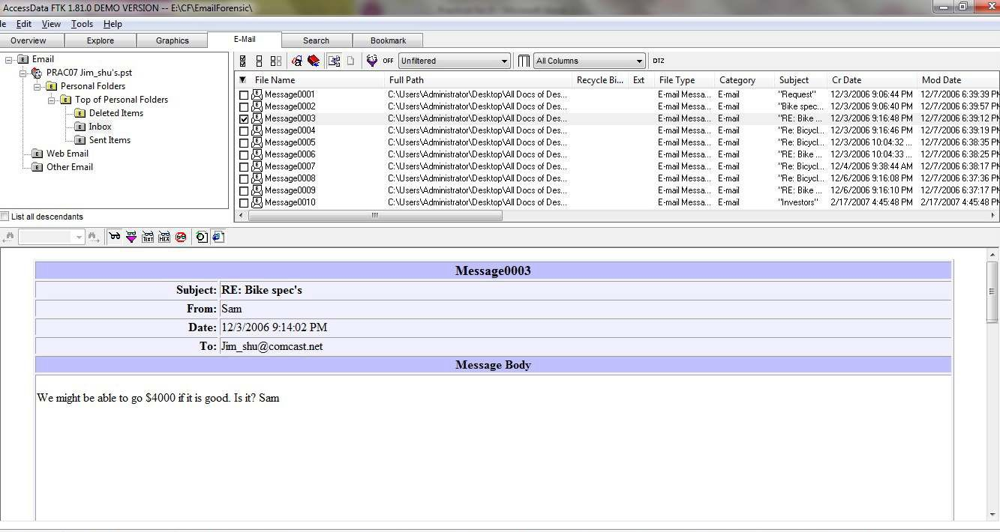 AccessData FTK 1.81.0 DEMO VERSION -- E:\CF\EmailForensic\
le Edit View Tools Help
Overview Explore Graphics E-Mail Search Bookmark
Email
PRAC07 Jim_shu's.pst
Personal Folders
Top of Personal Folders
Deleted Items
Inbox
Sent Items
Web Email
Other Email
List all descendants
OFF Unfiltered All Columns DTZ
File Name Full Path Recycle Bi... Ext File Type Category Subject Cr Date Mod Date
Message0001 C:\Users\Administrator\Desktop\All Docs of Des... E-mail Messa... E-mail "Request" 12/3/2006 9:06:44 PM 12/7/2006 6:39:39 PM
Message0002 C:\Users\Administrator\Desktop\All Docs of Des... E-mail Messa... E-mail "Bike spec... 12/3/2006 9:06:40 PM 12/7/2006 6:39:57 PM
Message0003 C:\Users\Administrator\Desktop\All Docs of Des... E-mail Messa... E-mail "RE: Bike ... 12/3/2006 9:16:48 PM 12/7/2006 6:39:12 PM
Message0004 C:\Users\Administrator\Desktop\All Docs of Des... E-mail Messa... E-mail "Re: Bicycl... 12/3/2006 9:16:46 PM 12/7/2006 6:39:19 PM
Message0005 C:\Users\Administrator\Desktop\All Docs of Des... E-mail Messa... E-mail "Re: Bicycl... 12/3/2006 10:04:32 ... 12/7/2006 6:38:35 PM
Message0006 C:\Users\Administrator\Desktop\All Docs of Des... E-mail Messa... E-mail "Re: Bicycl... 12/3/2006 10:04:33 ... 12/7/2006 6:38:25 PM
Message0007 C:\Users\Administrator\Desktop\All Docs of Des... E-mail Messa... E-mail "Re: Bicycl... 12/4/2006 9:38:44 AM 12/7/2006 6:38:17 PM
Message0008 C:\Users\Administrator\Desktop\All Docs of Des... E-mail Messa... E-mail "Re: Bicycl... 12/6/2006 9:16:08 PM 12/7/2006 6:37:36 PM
Message0009 C:\Users\Administrator\Desktop\All Docs of Des... E-mail Messa... E-mail "RE: Bike ... 12/6/2006 9:16:10 PM 12/7/2006 6:37:17 PM
Message0010 C:\Users\Administrator\Desktop\All Docs of Des... E-mail Messa... E-mail "Investors" 2/17/2007 4:45:48 PM 2/17/2007 4:45:48 PM
TEXT HEX
Message0003
Subject: RE: Bike spec's
From: Sam
Date: 12/3/2006 9:14:02 PM
To: Jim_shu@comcast.net
Message Body
We might be able to go $4000 if it is good. Is it? Sam